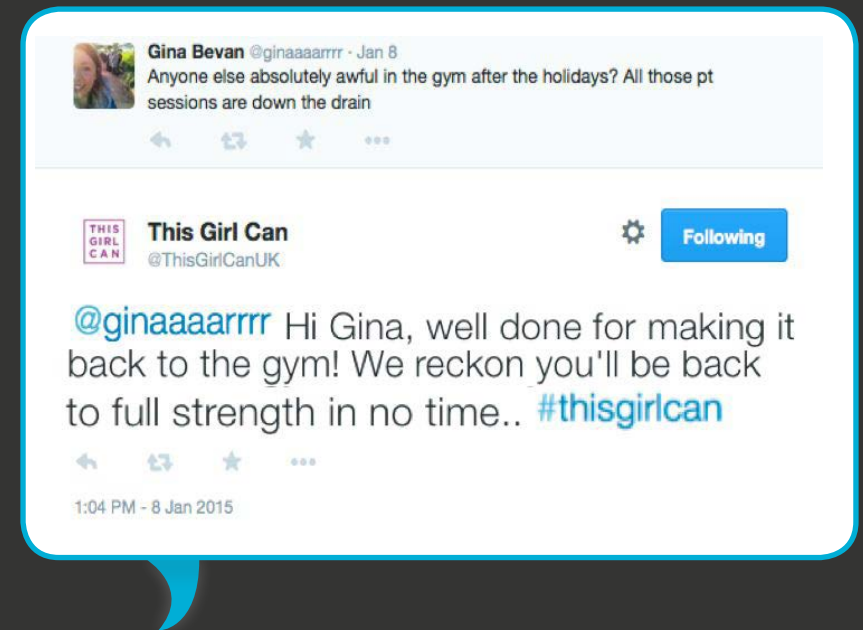 Gina Bevan @ginaaaarrrr · Jan 8
Anyone else absolutely awful in the gym after the holidays? All those pt
sessions are down the drain
THIS
GIRL
CAN
This Girl Can
@ThisGirlCanUK
Following
@ginaaaarrrr Hi Gina, well done for making it
back to the gym! We reckon you'll be back
to full strength in no time.. #thisgirlcan
1:04 PM - 8 Jan 2015